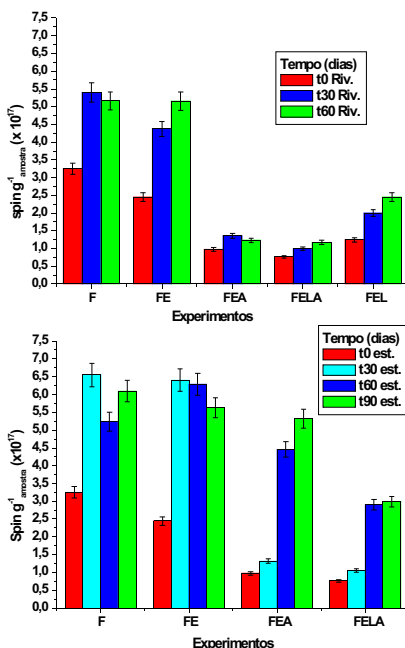 7,5
7,0
6,5
6,0
5,5
5,0
4,5
4,0
3,5
3,0
2,5
2,0
1,5
1,0
0,5
0,0
spin g⁻¹ amostra (x 10¹⁷)
Tempo (dias)
t0 Riv.
t30 Riv.
t60 Riv.
F FE FEA FELA FEL
Experimentos
7,5
7,0
6,5
6,0
5,5
5,0
4,5
4,0
3,5
3,0
2,5
2,0
1,5
1,0
0,5
0,0
Spin g⁻¹ amostra (x10¹⁷)
Tempo (dias)
t0 est.
t30 est.
t60 est.
t90 est.
F FE FEA FELA
Experimentos